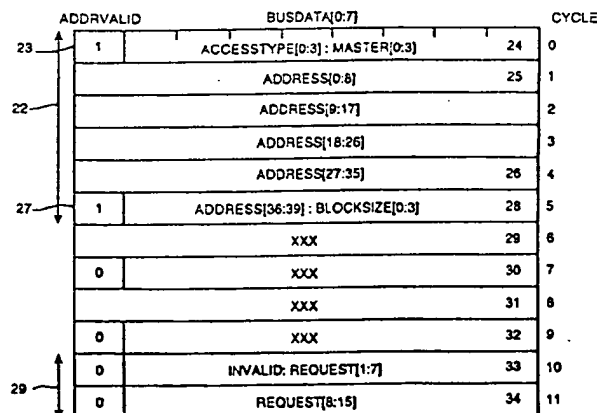 ADDRVALID BUSDATA[0:7] CYCLE
23 1 ACCESSTYPE[0:3] : MASTER[0:3] 24 0
ADDRESS[0:8] 25 1
22 ADDRESS[9:17] 2
ADDRESS[18:26] 3
ADDRESS[27:35] 26 4
27 1 ADDRESS[36:39] : BLOCKSIZE[0:3] 28 5
XXX 29 6
0 XXX 30 7
XXX 31 8
0 XXX 32 9
0 INVALID: REQUEST[1:7] 33 10
29 0 REQUEST[8:15] 34 11